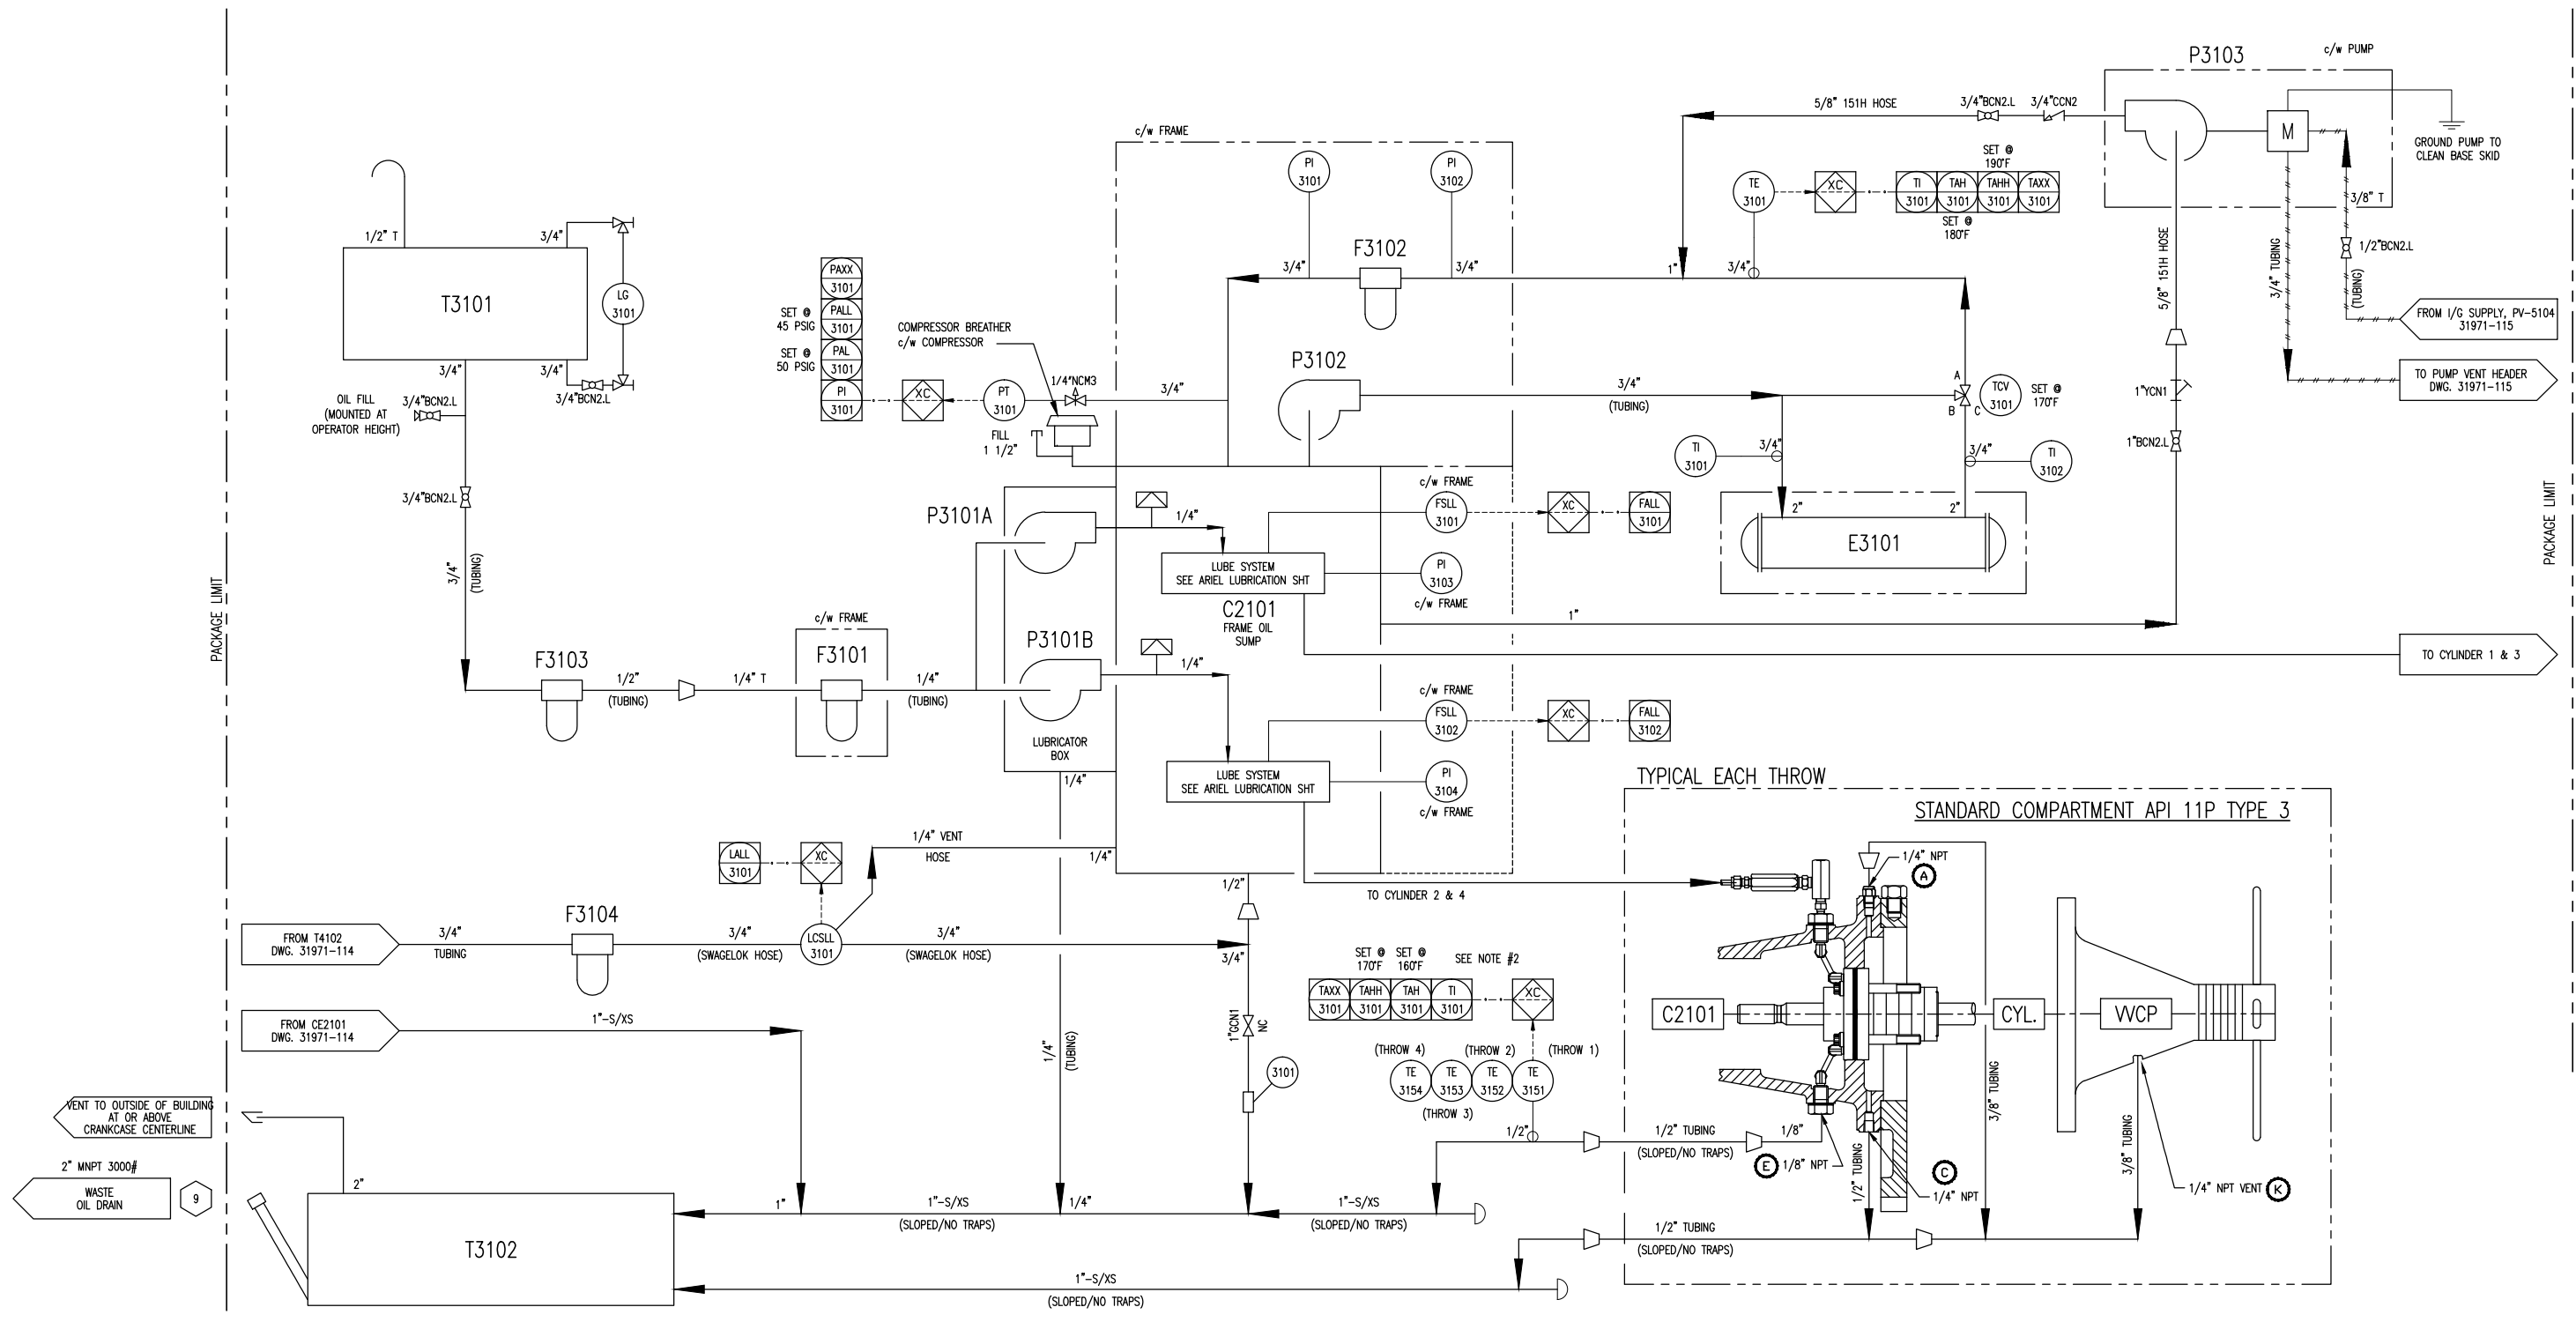 P3103
c/w PUMP
5/8" 151H HOSE
3/4"BCN2.L
3/4"CCN2
M
GROUND PUMP TO
CLEAN BASE SKID
3/8" T
1/2"BCN2.L
(TUBING)
3/4" TUBING
5/8" 151H HOSE
FROM I/G SUPPLY, PV-5104
31971-115
TO PUMP VENT HEADER
DWG. 31971-115
1"YCN1
1"BCN2.L
PACKAGE LIMIT
c/w FRAME
PI
3101
PI
3102
F3102
3/4"
3/4"
1"
3/4"
TE
3101
XC
SET @
190°F
TI
3101
TAH
3101
TAHH
3101
TAXX
3101
SET @
180°F
1/2" T
3/4"
T3101
LG
3101
3/4"
3/4"
3/4"BCN2.L
OIL FILL
(MOUNTED AT
OPERATOR HEIGHT)
3/4"BCN2.L
3/4"BCN2.L
3/4"
(TUBING)
PACKAGE LIMIT
PAXX
3101
SET @
45 PSIG
PALL
3101
SET @
50 PSIG
PAL
3101
PI
3101
XC
PT
3101
1/4"NCM3
3/4"
COMPRESSOR BREATHER
c/w COMPRESSOR
FILL
1 1/2"
P3102
3/4"
(TUBING)
A
B
C
TCV
3101
SET @
170°F
TI
3101
3/4"
3/4"
TI
3102
2"
2"
E3101
P3101A
1/4"
c/w FRAME
FSLL
3101
XC
FALL
3101
LUBE SYSTEM
SEE ARIEL LUBRICATION SHT
PI
3103
c/w FRAME
C2101
FRAME OIL
SUMP
1"
TO CYLINDER 1 & 3
F3103
1/2"
(TUBING)
1/4" T
c/w FRAME
F3101
1/4"
(TUBING)
P3101B
1/4"
LUBRICATOR
BOX
1/4"
c/w FRAME
FSLL
3102
XC
FALL
3102
LUBE SYSTEM
SEE ARIEL LUBRICATION SHT
PI
3104
c/w FRAME
1/4" VENT
HOSE
1/4"
LALL
3101
XC
1/2"
TO CYLINDER 2 & 4
FROM T4102
DWG. 31971-114
3/4"
TUBING
F3104
3/4"
(SWAGELOK HOSE)
LCSLL
3101
3/4"
(SWAGELOK HOSE)
3/4"
FROM CE2101
DWG. 31971-114
1"-S/XS
1/4"
(TUBING)
1"GCN1
NC
3101
SET @
170°F
SET @
160°F
SEE NOTE #2
TAXX
3101
TAHH
3101
TAH
3101
TI
3101
XC
(THROW 4)
(THROW 2)
(THROW 1)
TE
3154
TE
3153
TE
3152
TE
3151
(THROW 3)
1/2"
VENT TO OUTSIDE OF BUILDING
AT OR ABOVE
CRANKCASE CENTERLINE
2" MNPT 3000#
WASTE
OIL DRAIN
9
2"
T3102
1"
1"-S/XS
(SLOPED/NO TRAPS)
1/4"
1"-S/XS
(SLOPED/NO TRAPS)
1"-S/XS
(SLOPED/NO TRAPS)
TYPICAL EACH THROW
STANDARD COMPARTMENT API 11P TYPE 3
1/4" NPT
A
C2101
CYL.
VVCP
3/8" TUBING
3/8" TUBING
1/2" TUBING
(SLOPED/NO TRAPS)
1/8"
E
1/8" NPT
1/2" TUBING
C
1/4" NPT
1/4" NPT VENT
K
1/2" TUBING
(SLOPED/NO TRAPS)